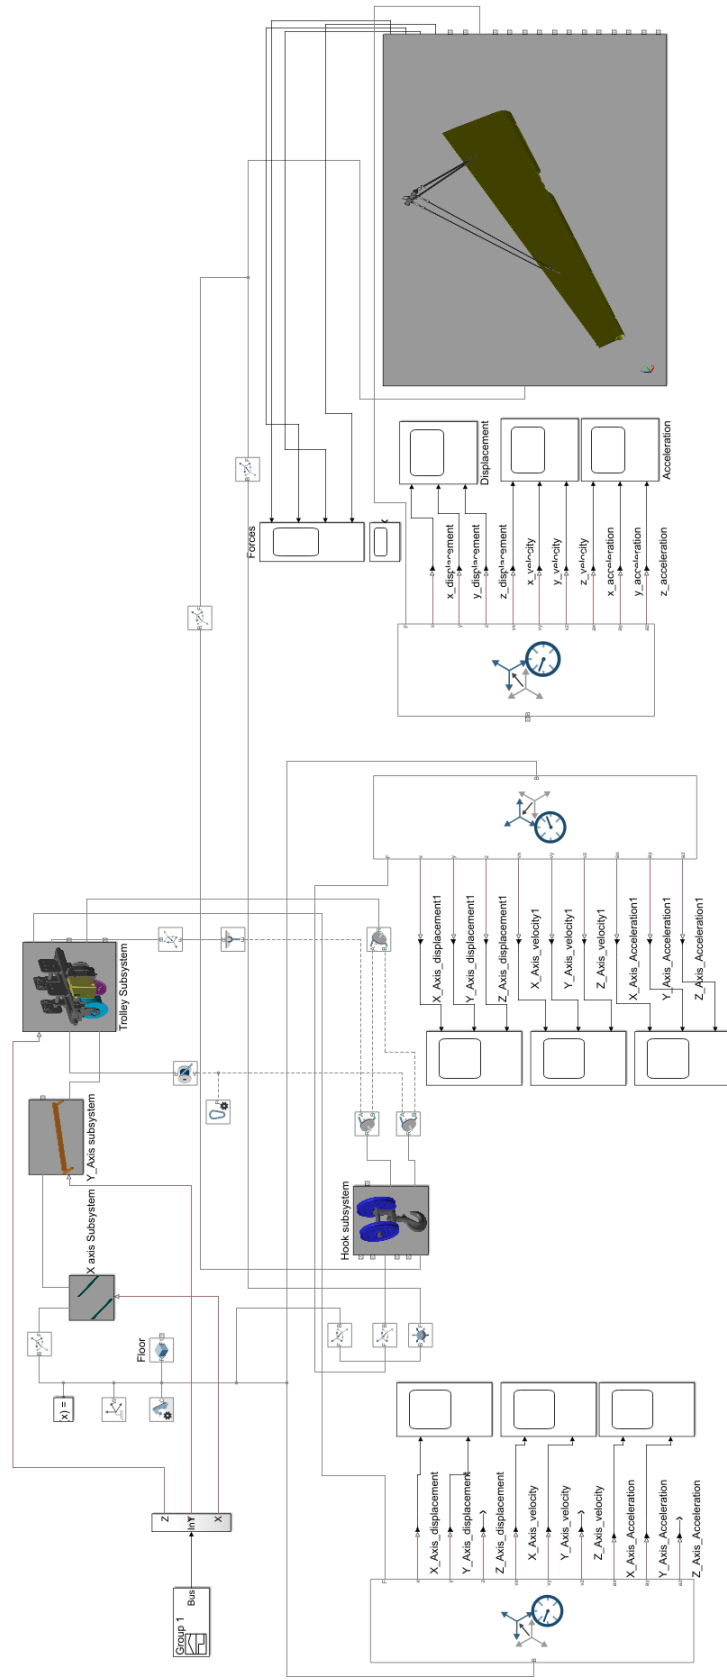 Group 1
Bus
InY
Z
X
(x) =
Floor
X axis Subsystem
Y_Axis subsystem
Trolley Subsystem
Hook subsystem
Forces
X_Axis_displacement
Y_Axis_displacement
Z_Axis_displacement
X_Axis_velocity
Y_Axis_velocity
Z_Axis_velocity
X_Axis_Acceleration
Y_Axis_Acceleration
Z_Axis_Acceleration
X_Axis_displacement1
Y_Axis_displacement1
Z_Axis_displacement1
X_Axis_velocity1
Y_Axis_velocity1
Z_Axis_velocity1
X_Axis_Acceleration1
Y_Axis_Acceleration1
Z_Axis_Acceleration1
x_displacement
y_displacement
z_displacement
x_velocity
y_velocity
z_velocity
x_acceleration
y_acceleration
z_acceleration
Displacement
Acceleration